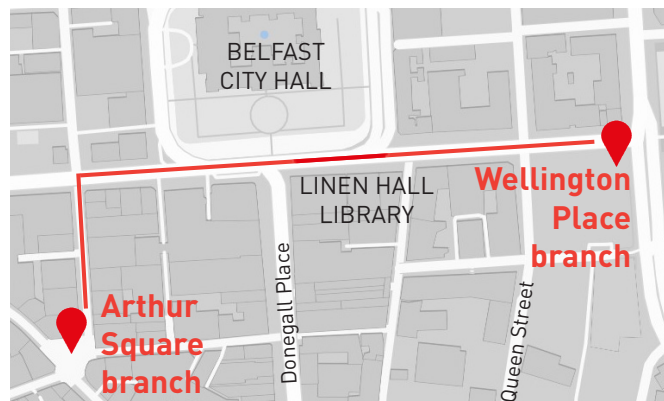 BELFAST
CITY HALL
LINEN HALL
LIBRARY
Wellington
Place
branch
Arthur
Square
branch
Donegall Place
Queen Street